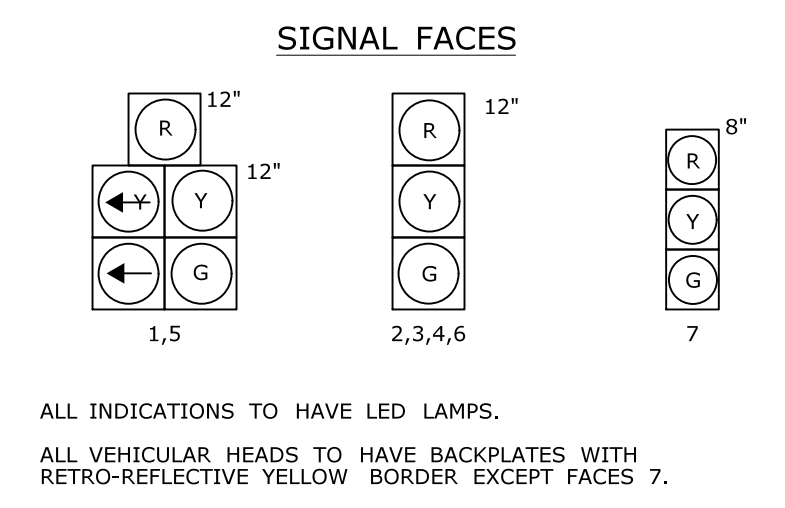 SIGNAL FACES
12"
R
12"
Y
Y
G
1,5
12"
R
Y
G
2,3,4,6
8"
R
Y
G
7
ALL INDICATIONS TO HAVE LED LAMPS.
ALL VEHICULAR HEADS TO HAVE BACKPLATES WITH
RETRO-REFLECTIVE YELLOW BORDER EXCEPT FACES 7.